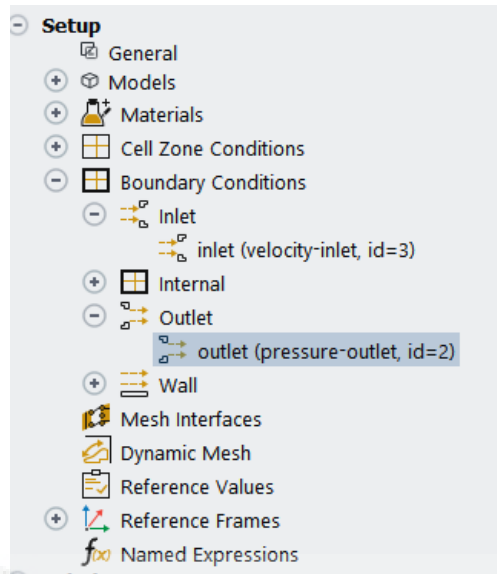 Setup
General
Models
Materials
Cell Zone Conditions
Boundary Conditions
Inlet
inlet (velocity-inlet, id=3)
Internal
Outlet
outlet (pressure-outlet, id=2)
Wall
Mesh Interfaces
Dynamic Mesh
Reference Values
Reference Frames
f(x) Named Expressions